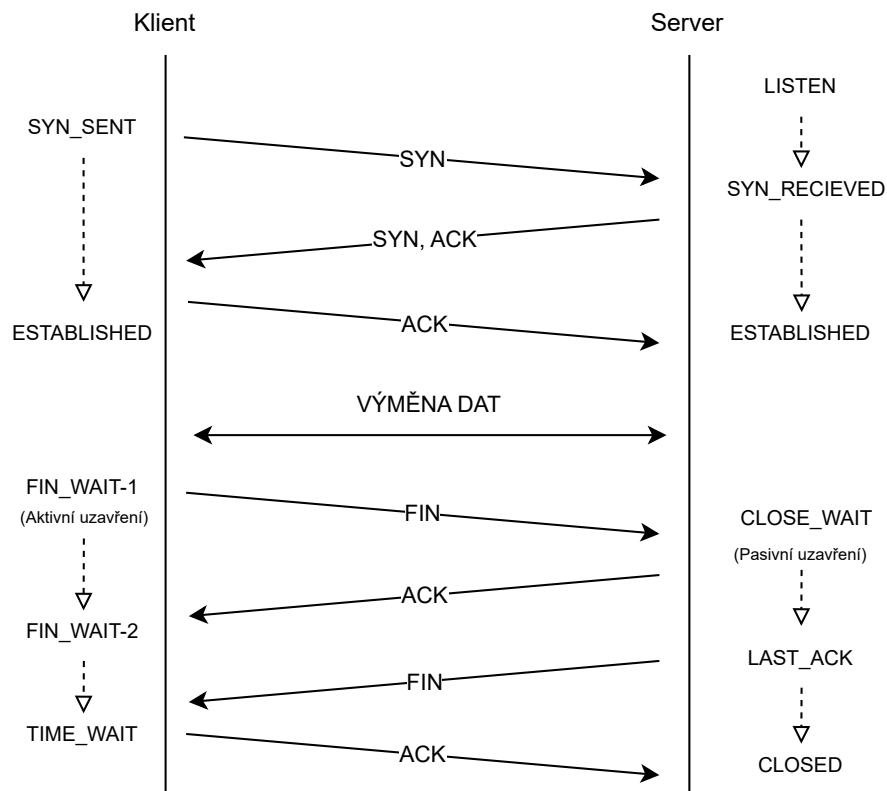 Klient
Server
LISTEN
SYN_SENT
SYN
SYN_RECIEVED
SYN, ACK
ESTABLISHED
ACK
ESTABLISHED
VÝMĚNA DAT
FIN_WAIT-1
(Aktivní uzavření)
FIN
CLOSE_WAIT
(Pasivní uzavření)
ACK
FIN_WAIT-2
LAST_ACK
FIN
TIME_WAIT
ACK
CLOSED